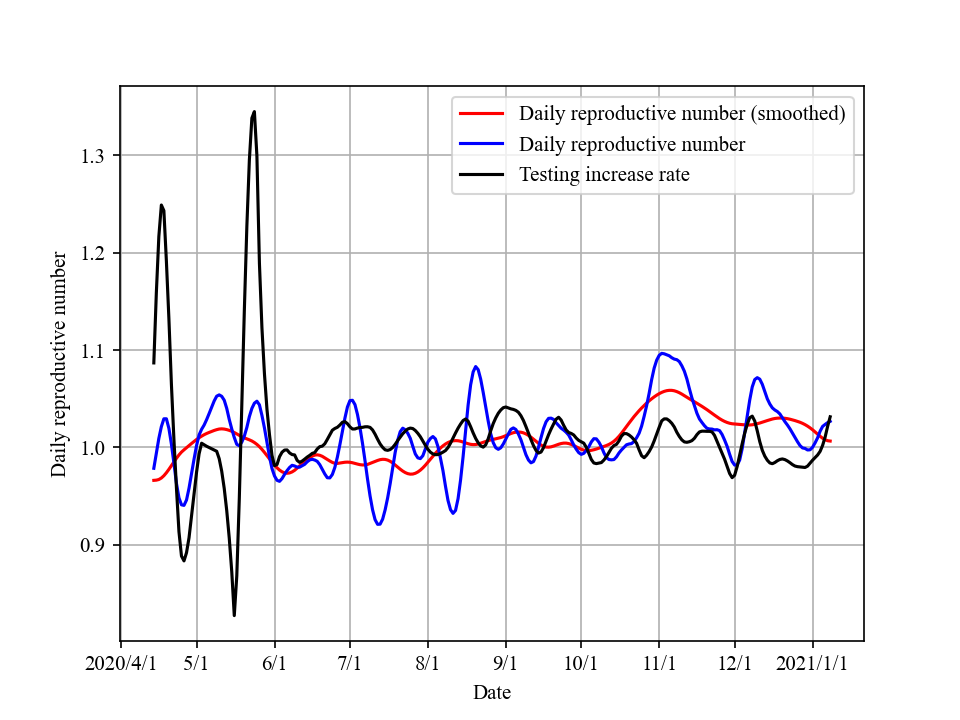 Daily reproductive number (smoothed)
Daily reproductive number
Testing increase rate
Daily reproductive number
1.3
1.2
1.1
1.0
0.9
2020/4/1 5/1 6/1 7/1 8/1 9/1 10/1 11/1 12/1 2021/1/1
Date